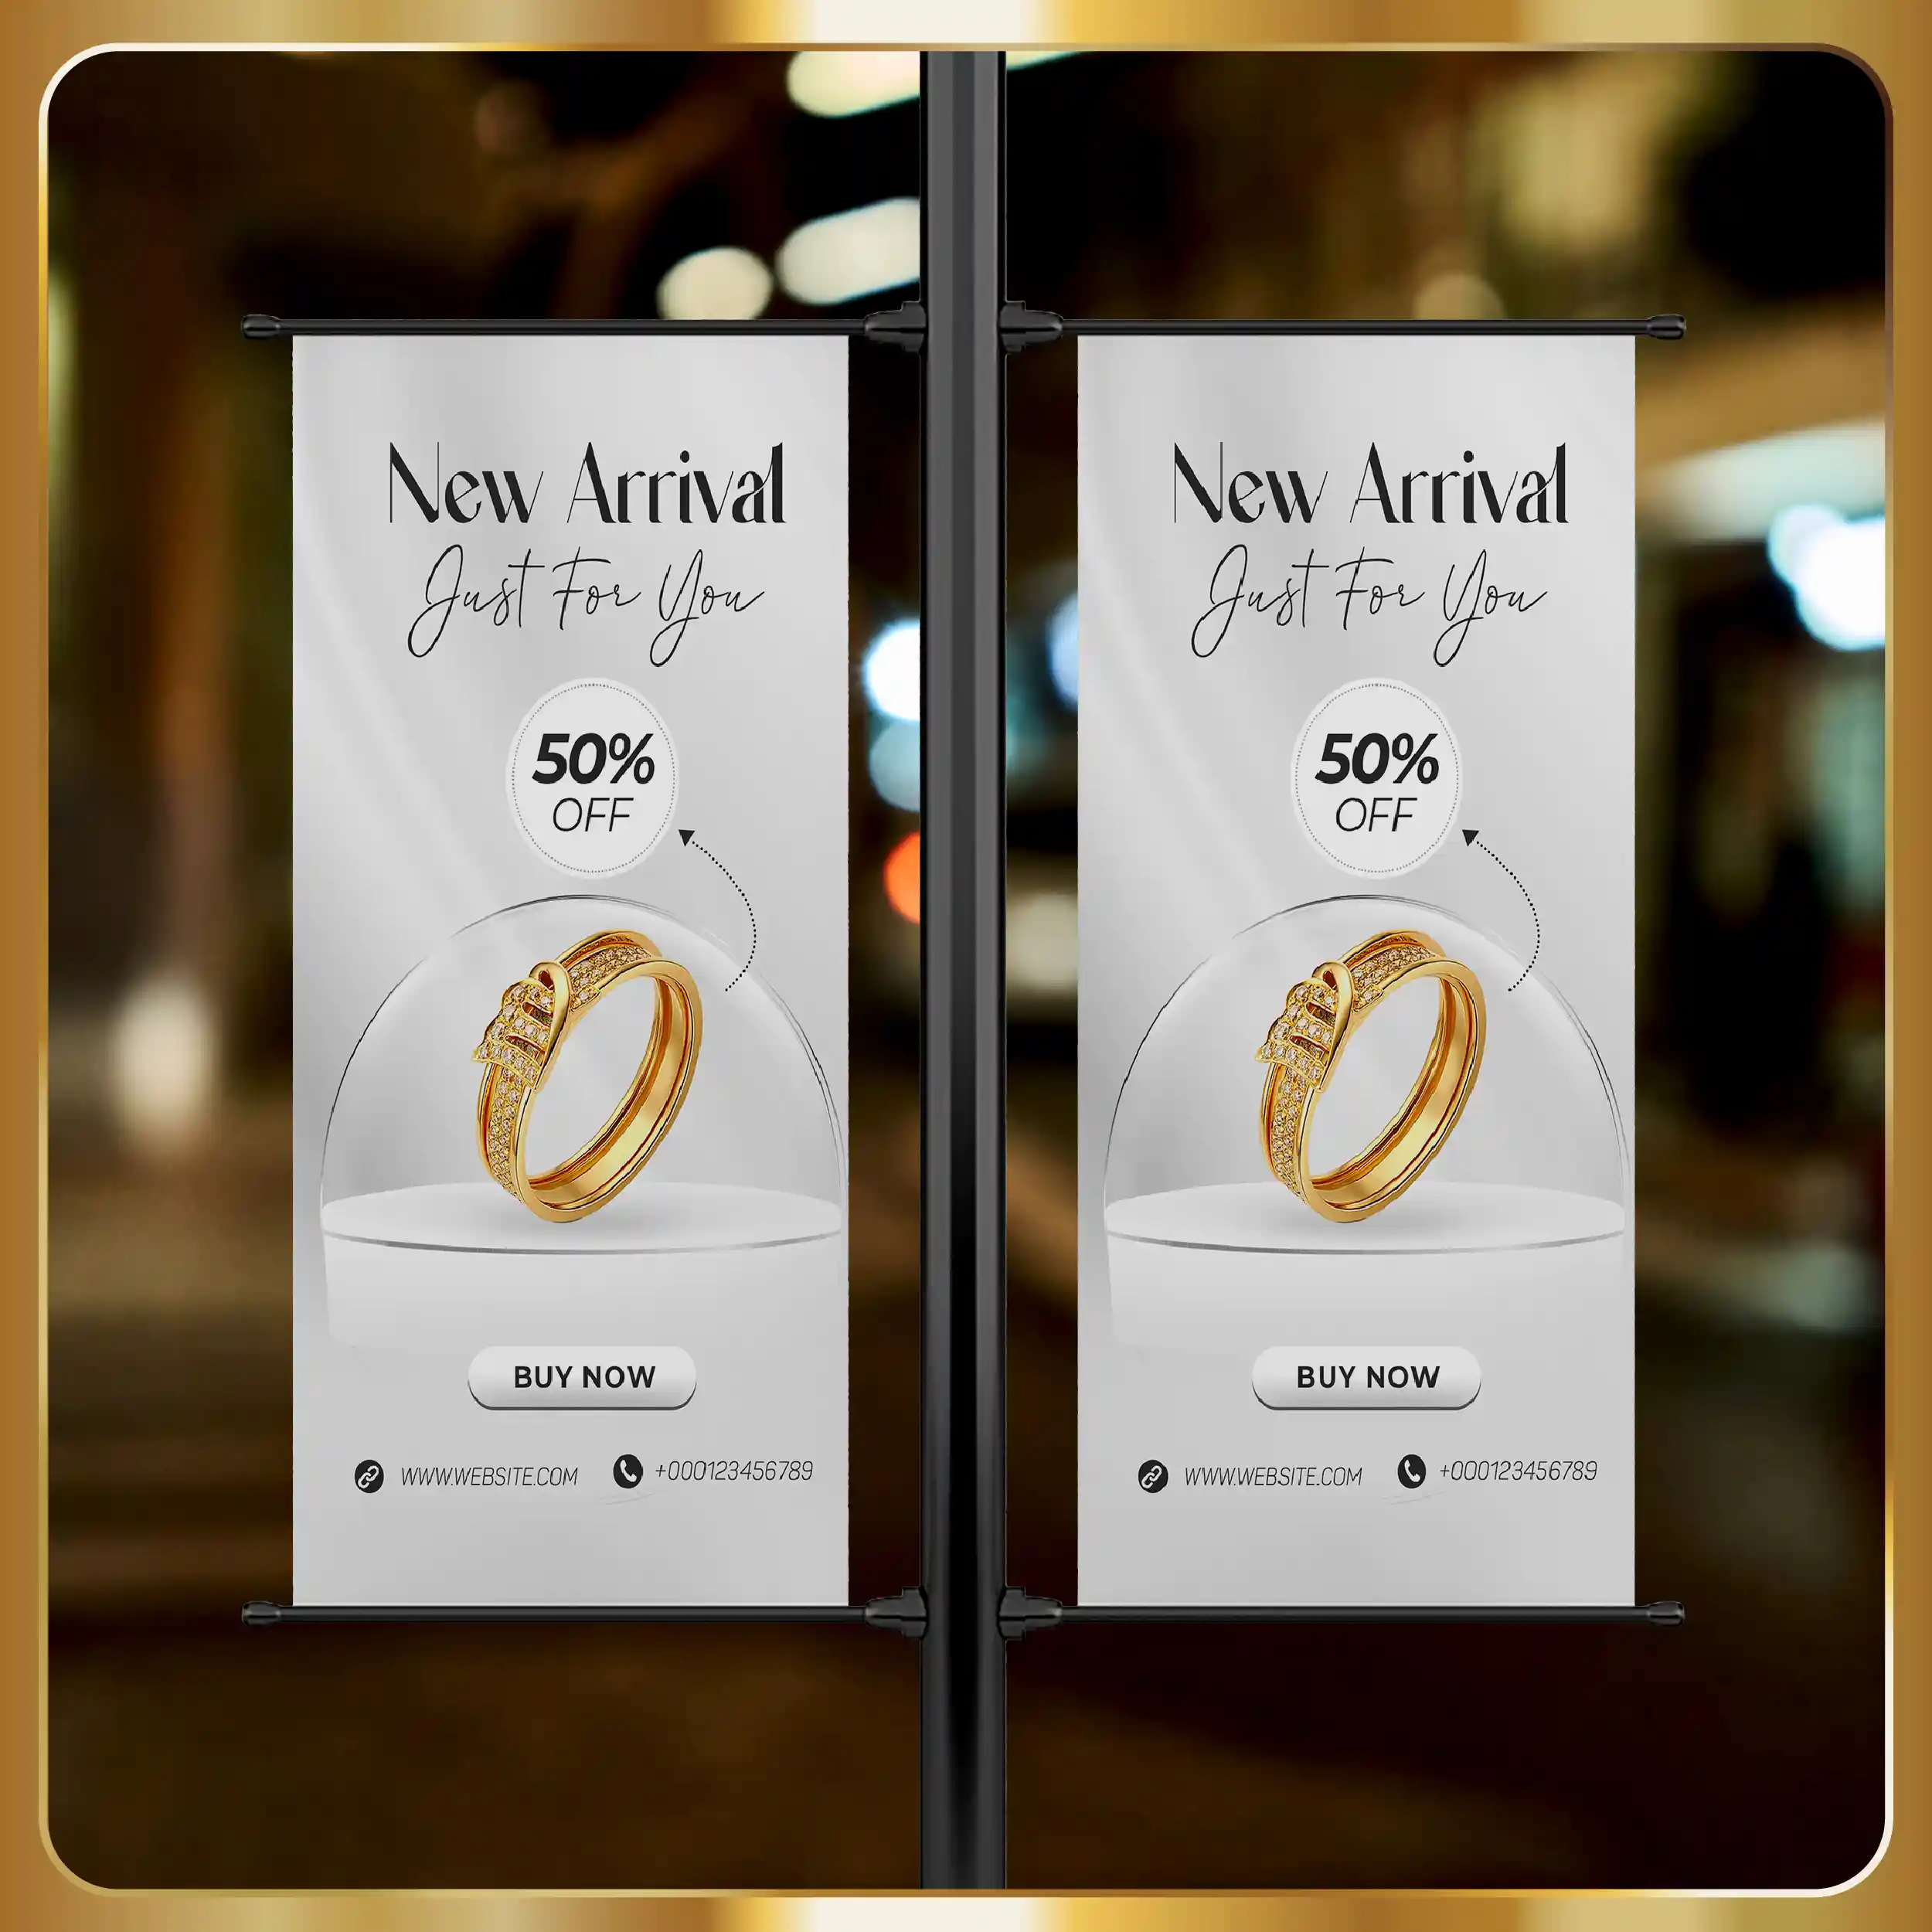 New Arrival
Just For You
50%
OFF
BUY NOW
WWW.WEBSITE.COM
+000123456789
New Arrival
Just For You
50%
OFF
BUY NOW
WWW.WEBSITE.COM
+000123456789